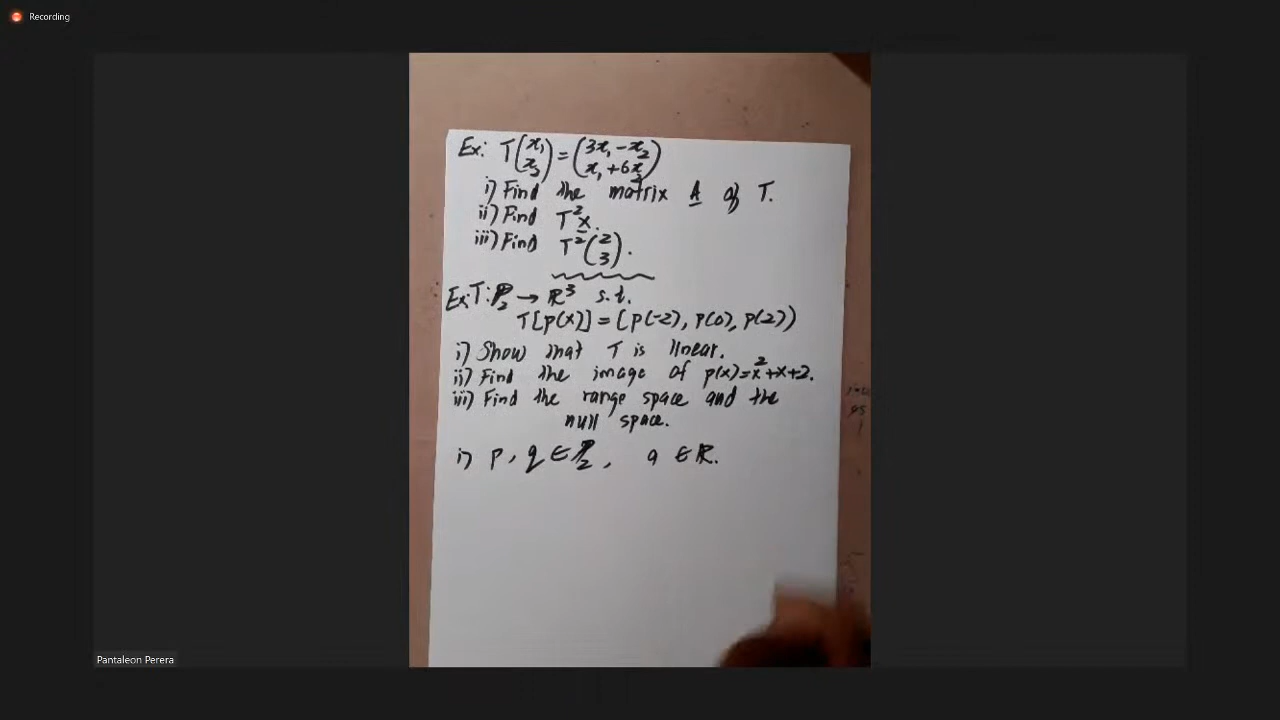 Recording
Ex: T(x₁ x₃) = (3x₁ - x₂ x₁ + 6x₂)
i) Find the matrix A of T.
ii) Find T²x.
iii) Find T²(2 3).
Ex: T: P₂ → R³ s.t.
T[p(x)] = (p(-2), p(0), p(2))
i) Show that T is linear.
ii) Find the image of p(x)=x²+x+2.
iii) Find the range space and the
null space.
i) p, q ∈ P₂, a ∈ R.
Pantaleon Perera